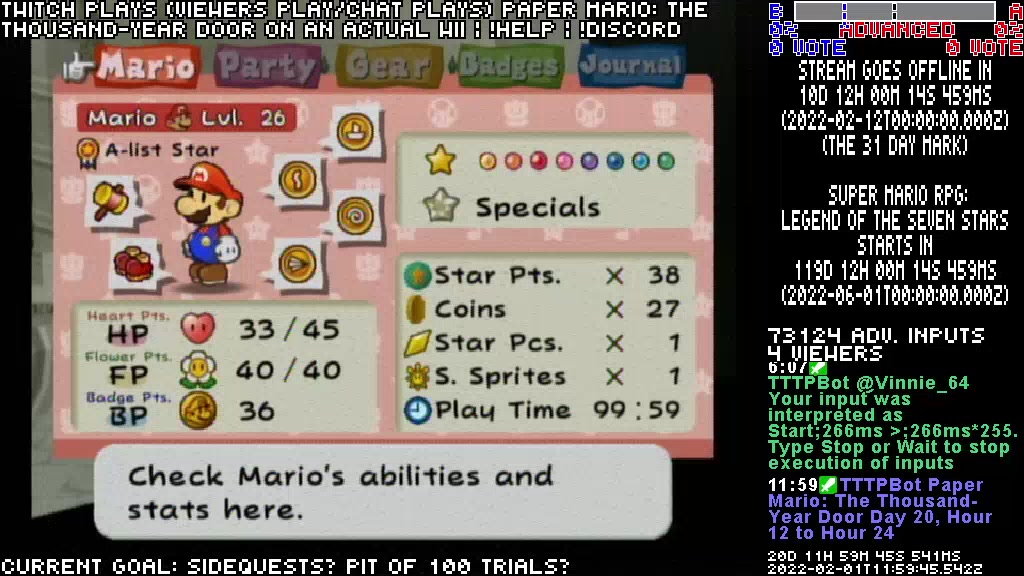 TWITCH PLAYS (VIEWERS PLAY/CHAT PLAYS) PAPER MARIO: THE
THOUSAND-YEAR DOOR ON AN ACTUAL WII | !HELP | !DISCORD
Mario Party Gear Badges Journal
Mario Lvl. 26
A-list Star
Specials
Star Pts. X 38
Coins X 27
Star Pcs. X 1
S. Sprites X 1
Play Time 99:59
Heart Pts.
HP 33/45
Flower Pts.
FP 40/40
Badge Pts.
BP 36
Check Mario's abilities and
stats here.
CURRENT GOAL: SIDEQUESTS? PIT OF 100 TRIALS?
B A
0% ADVANCED 0%
0 VOTE 0 VOTE
STREAM GOES OFFLINE IN
10D 12H 00M 14S 459MS
(2022-02-12T00:00:00.000Z)
(THE 31 DAY MARK)
SUPER MARIO RPG:
LEGEND OF THE SEVEN STARS
STARTS IN
119D 12H 00M 14S 459MS
(2022-06-01T00:00:00.000Z)
73124 ADV. INPUTS
4 VIEWERS
6:07
TTTPBot @Vinnie_64
Your input was
interpreted as
Start;266ms >;266ms*255.
Type Stop or Wait to stop
execution of inputs
11:59 TTTPBot Paper
Mario: The Thousand-
Year Door Day 20, Hour
12 to Hour 24
20D 11H 59M 45S 541MS
2022-02-01T11:59:45.542Z